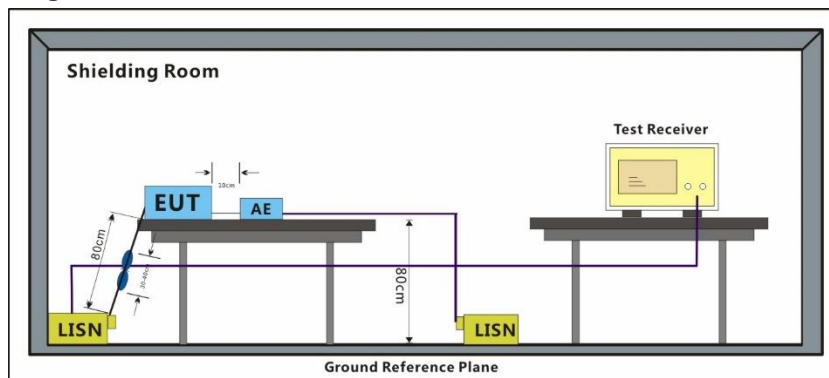 Shielding Room
Test Receiver
10cm
EUT
AE
80cm
30-40cm
80cm
LISN
LISN
Ground Reference Plane